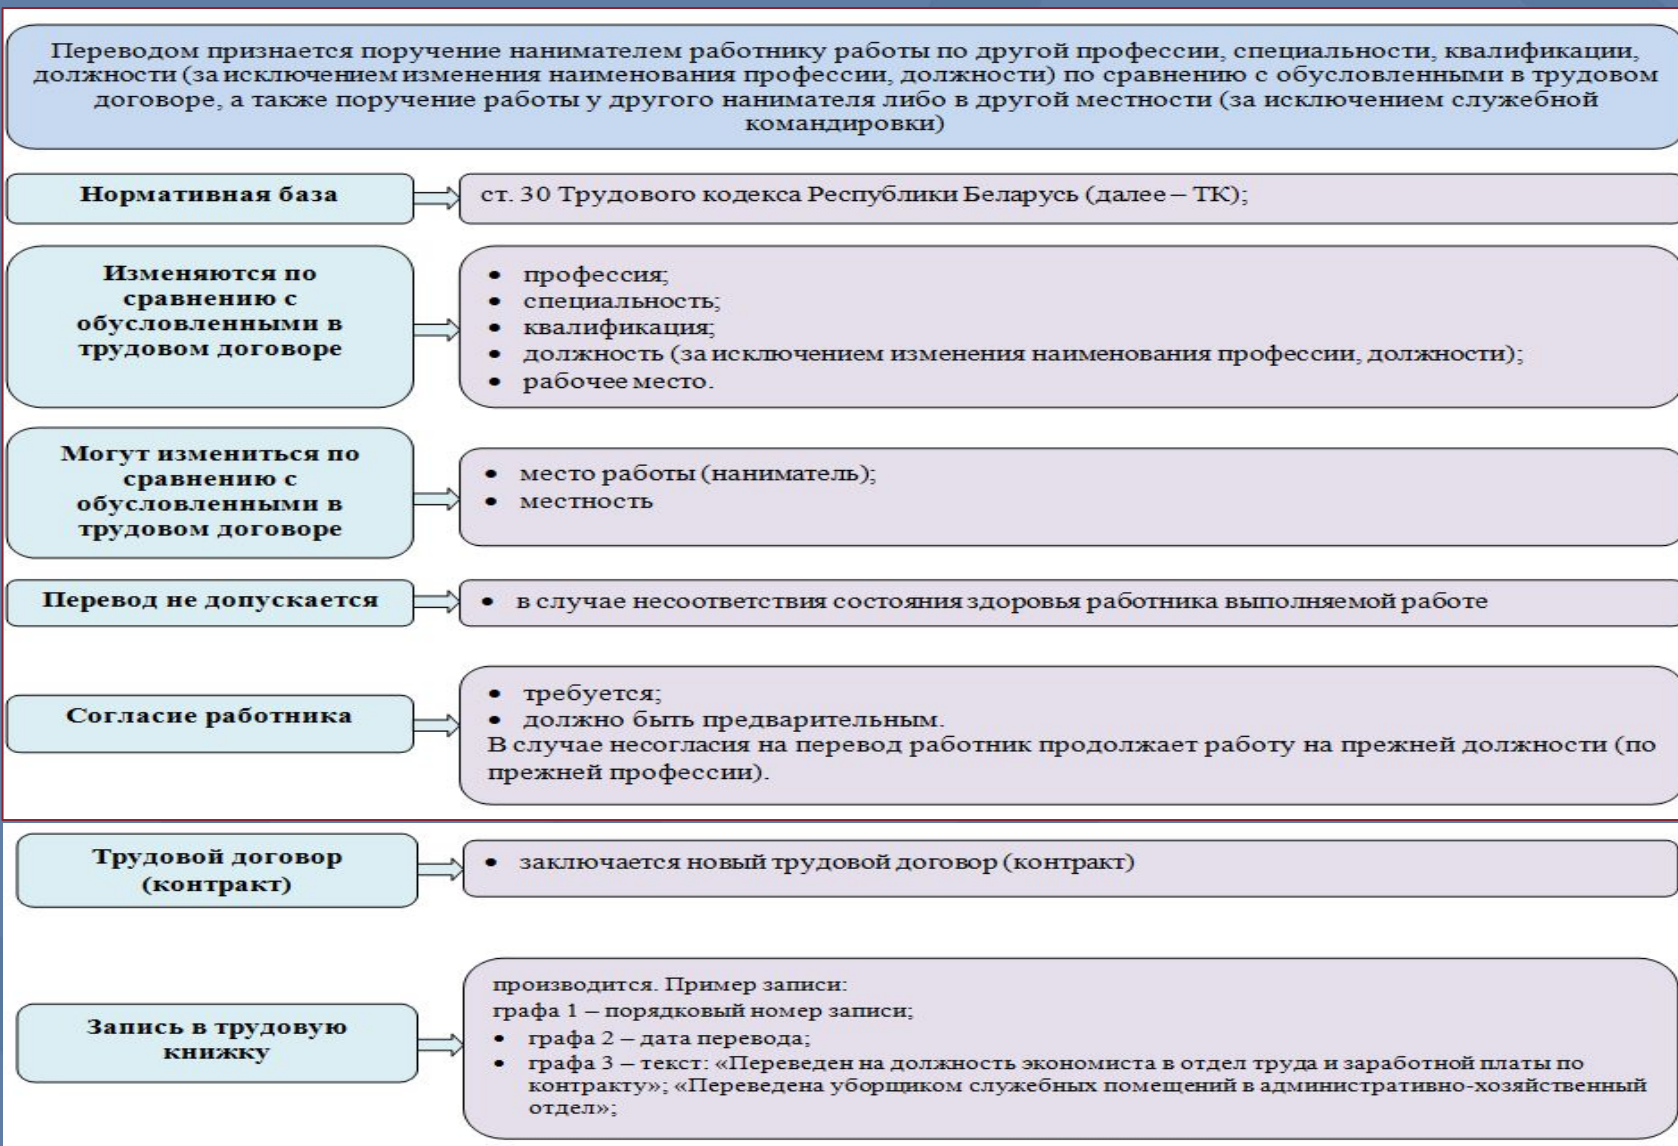 Переводом признается поручение нанимателем работнику работы по другой профессии, специальности, квалификации,
должности (за исключением изменения наименования профессии, должности) по сравнению с обусловленными в трудовом
договоре, а также поручение работы у другого нанимателя либо в другой местности (за исключением служебной
командировки)
Нормативная база
ст. 30 Трудового кодекса Республики Беларусь (далее – ТК);
Изменяются по
сравнению с
обусловленными в
трудовом договоре
• профессия;
• специальность;
• квалификация;
• должность (за исключением изменения наименования профессии, должности);
• рабочее место.
Могут измениться по
сравнению с
обусловленными в
трудовом договоре
• место работы (наниматель);
• местность
Перевод не допускается
• в случае несоответствия состояния здоровья работника выполняемой работе
Согласие работника
• требуется;
• должно быть предварительным.
В случае несогласия на перевод работник продолжает работу на прежней должности (по
прежней профессии).
Трудовой договор
(контракт)
• заключается новый трудовой договор (контракт)
Запись в трудовую
книжку
производится. Пример записи:
графа 1 – порядковый номер записи;
• графа 2 – дата перевода;
• графа 3 – текст: «Переведен на должность экономиста в отдел труда и заработной платы по
контракту»; «Переведена уборщиком служебных помещений в административно-хозяйственный
отдел»;